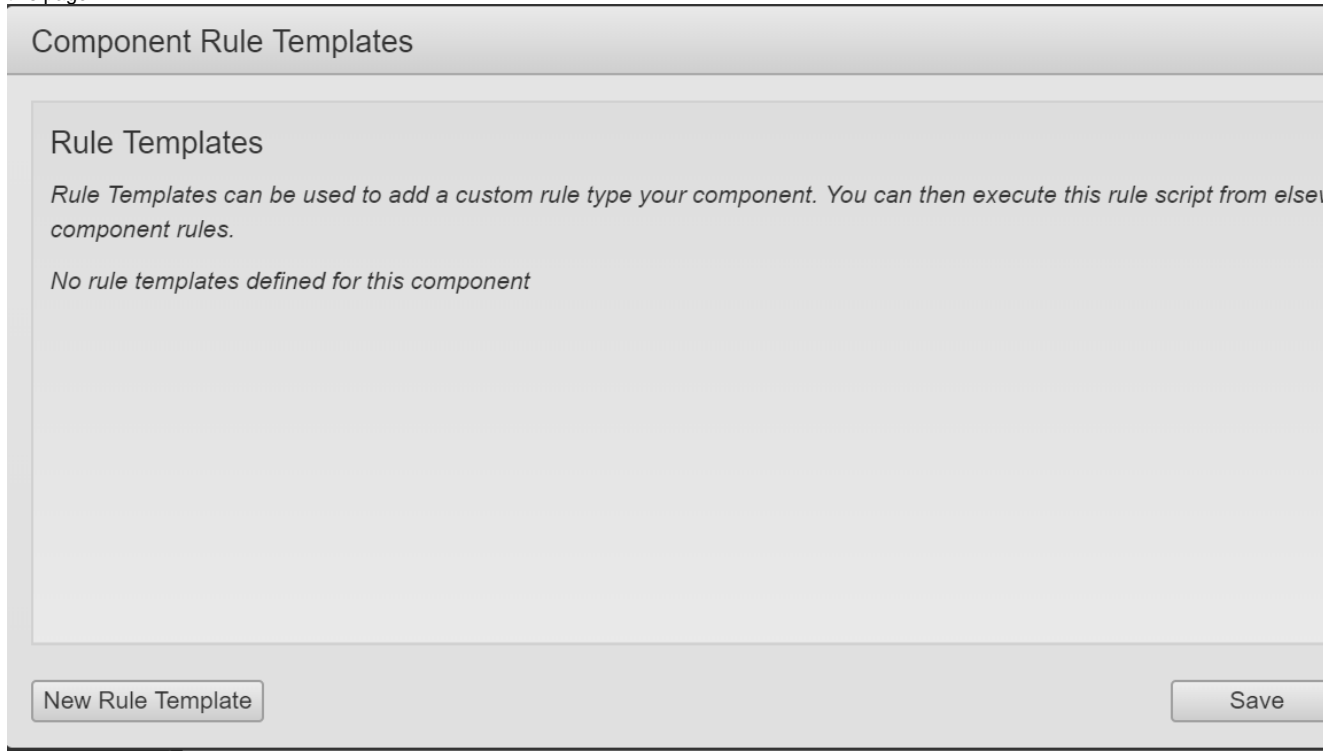 Component Rule Templates
Rule Templates
Rule Templates can be used to add a custom rule type your component. You can then execute this rule script from
component rules.
No rule templates defined for this component
New Rule Template
Save